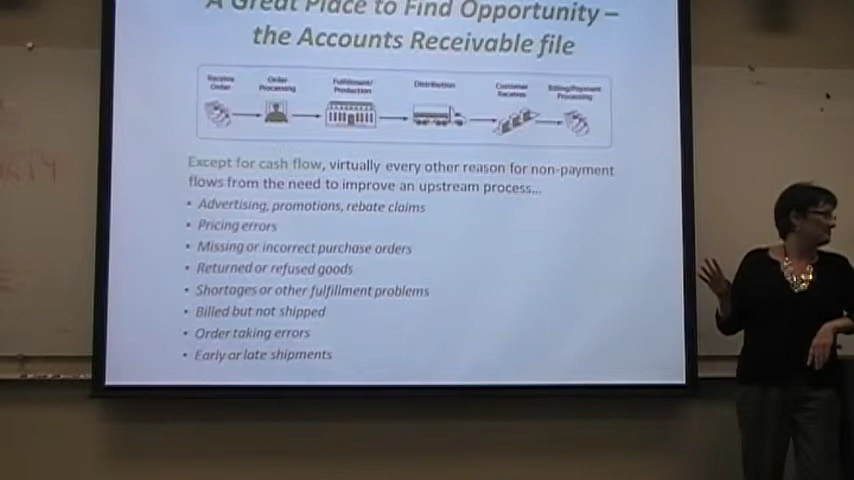 A Great Place to Find Opportunity –
the Accounts Receivable file
Receive Order
Order Processing
Fulfillment/ Production
Distribution
Customer Receives
Billing/Payment Processing
Except for cash flow, virtually every other reason for non-payment
flows from the need to improve an upstream process...
• Advertising, promotions, rebate claims
• Pricing errors
• Missing or incorrect purchase orders
• Returned or refused goods
• Shortages or other fulfillment problems
• Billed but not shipped
• Order taking errors
• Early or late shipments